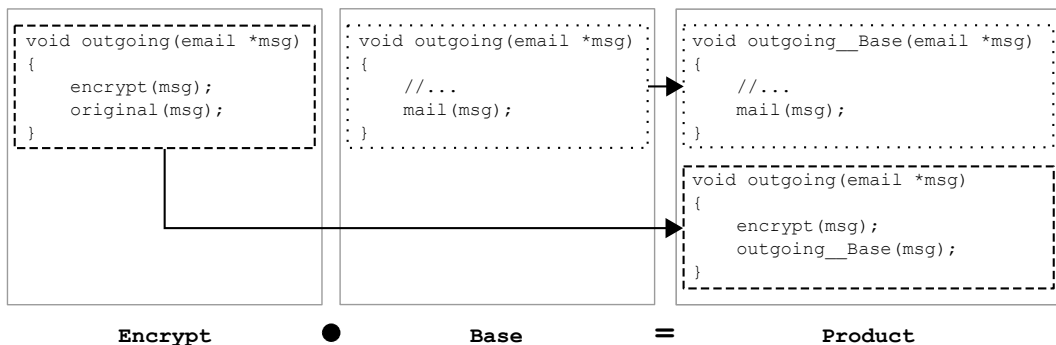 void outgoing(email *msg)
{
    encrypt(msg);
    original(msg);
}
void outgoing(email *msg)
{
    //...
    mail(msg);
}
void outgoing__Base(email *msg)
{
    //...
    mail(msg);
}
void outgoing(email *msg)
{
    encrypt(msg);
    outgoing__Base(msg);
}
Encrypt ● Base = Product